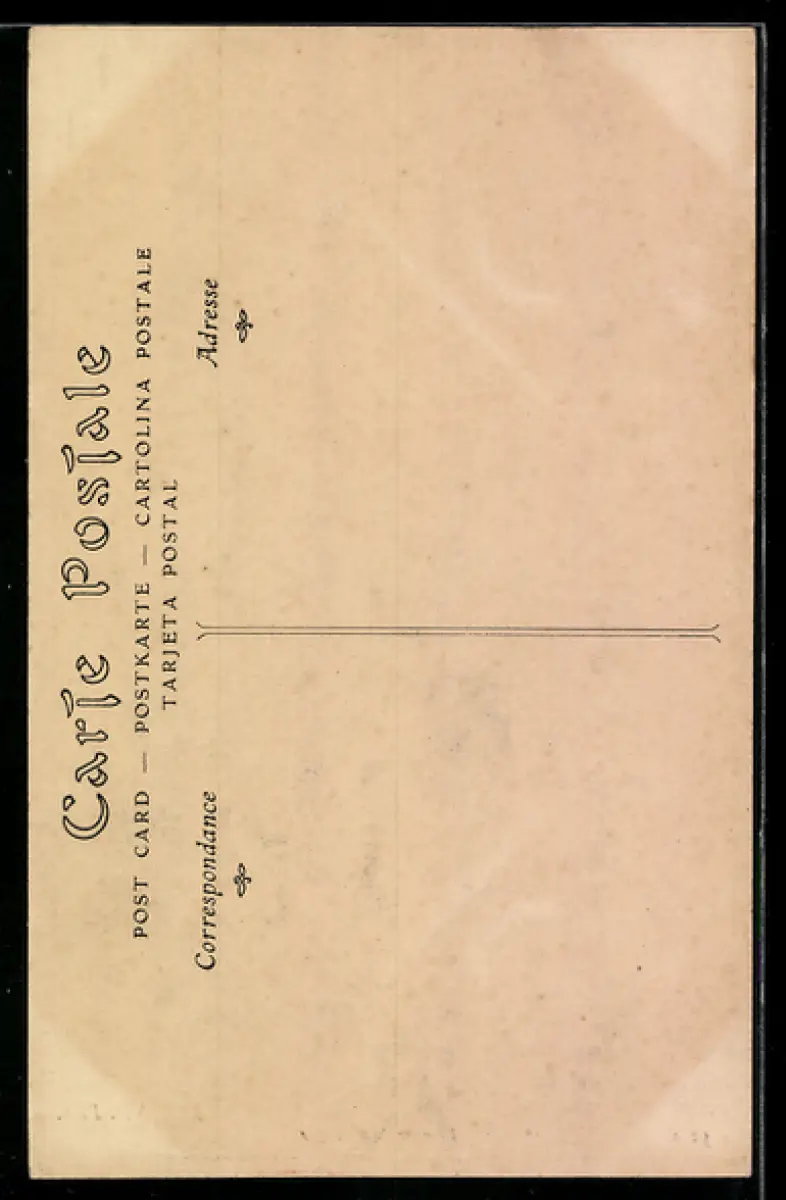 Carte Postale
POST CARD — POSTKARTE — CARTOLINA POSTALE
TARJETA POSTAL
Correspondance
Adresse